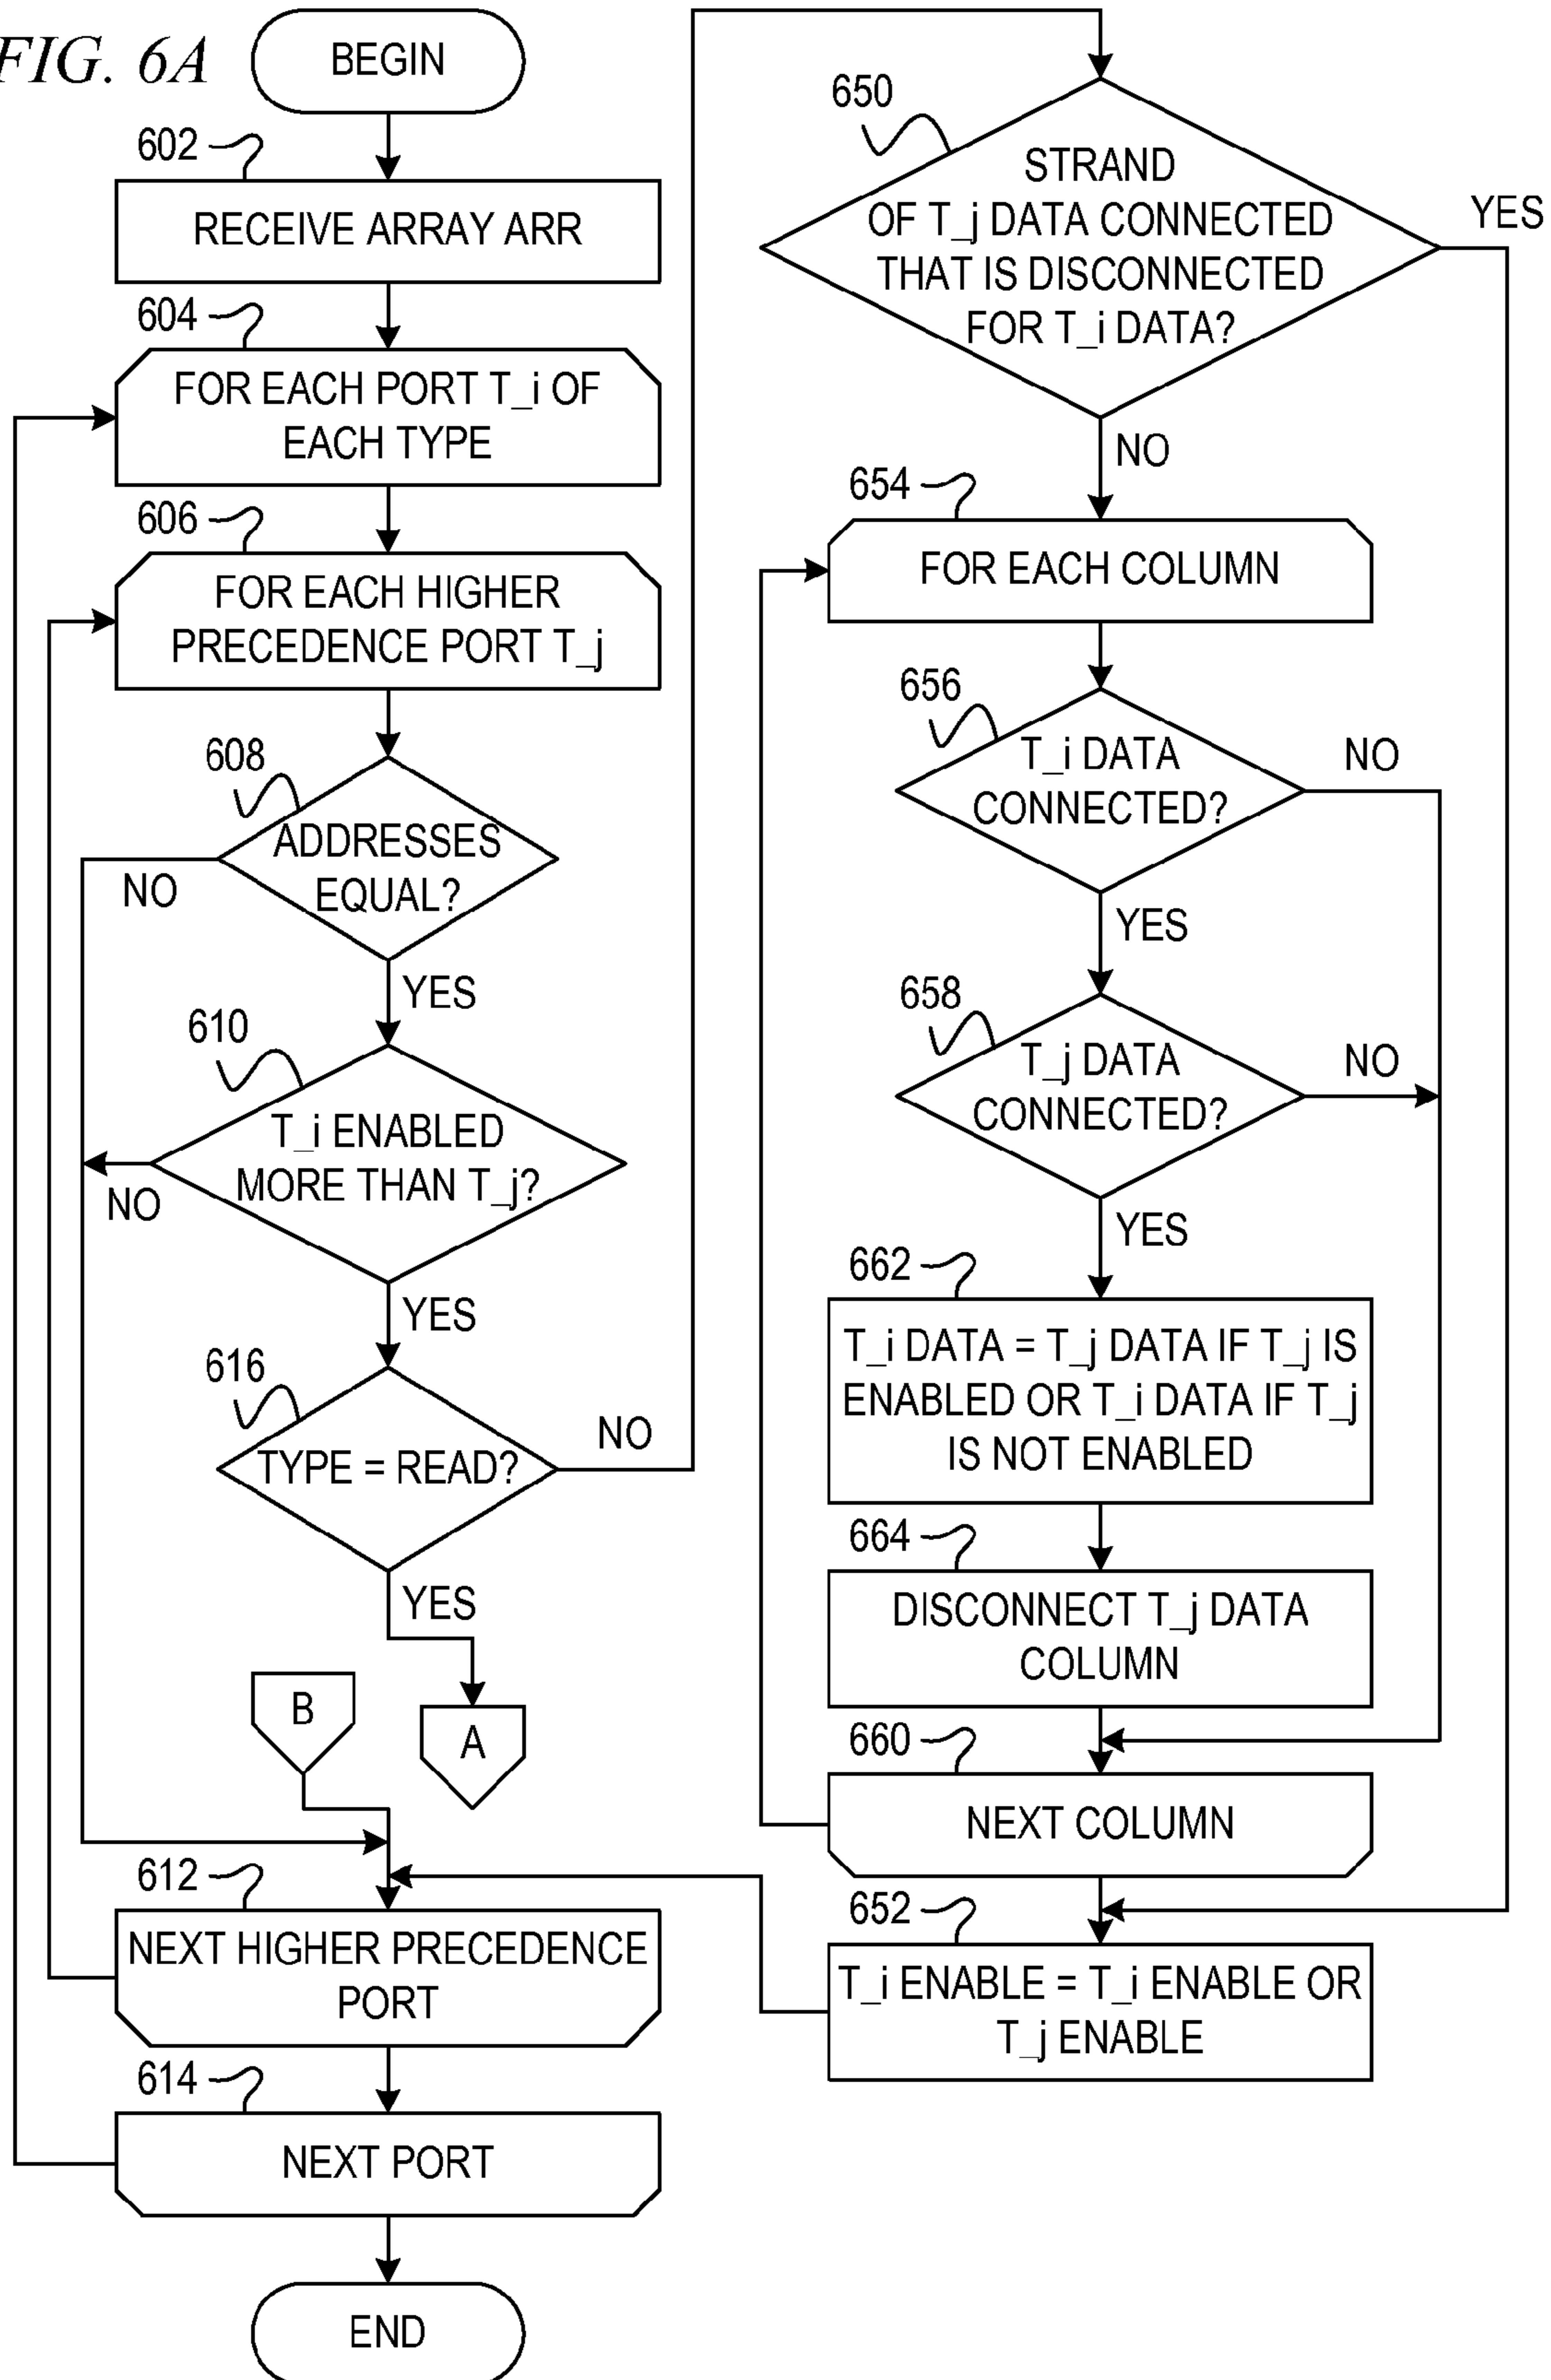 FIG. 6A
BEGIN
602
RECEIVE ARRAY ARR
604
FOR EACH PORT T_i OF
EACH TYPE
606
FOR EACH HIGHER
PRECEDENCE PORT T_j
608
ADDRESSES
EQUAL?
NO
YES
610
T_i ENABLED
MORE THAN T_j?
NO
YES
616
TYPE = READ?
NO
YES
B
A
612
NEXT HIGHER PRECEDENCE
PORT
614
NEXT PORT
END
650
STRAND
OF T_j DATA CONNECTED
THAT IS DISCONNECTED
FOR T_i DATA?
YES
NO
654
FOR EACH COLUMN
656
T_i DATA
CONNECTED?
NO
YES
658
T_j DATA
CONNECTED?
NO
YES
662
T_i DATA = T_j DATA IF T_j IS
ENABLED OR T_i DATA IF T_j
IS NOT ENABLED
664
DISCONNECT T_j DATA
COLUMN
660
NEXT COLUMN
652
T_i ENABLE = T_i ENABLE OR
T_j ENABLE